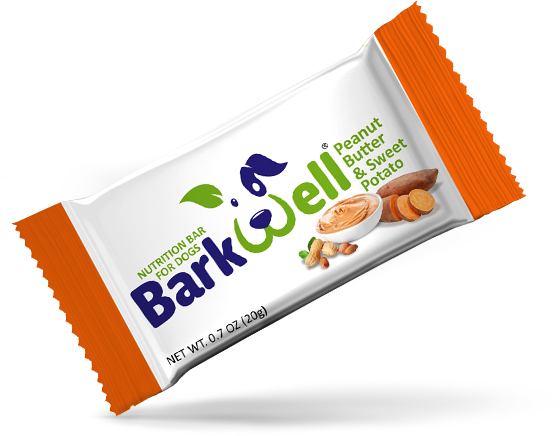 NUTRITION BAR
FOR DOGS
BarkWell®
Peanut
Butter
& Sweet
Potato
NET WT. 0.7 OZ (20g)